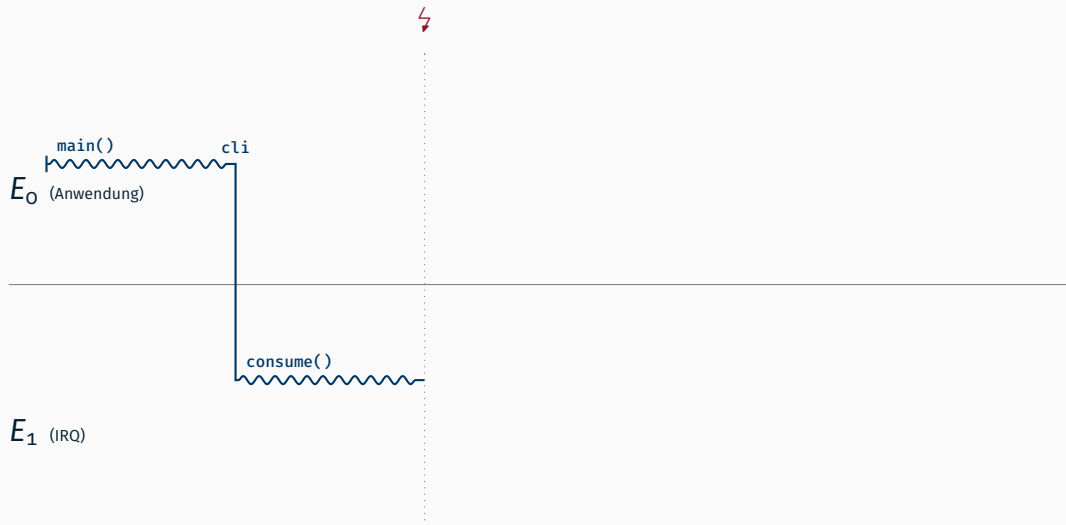 main()
cli
E₀ (Anwendung)
consume()
E₁ (IRQ)